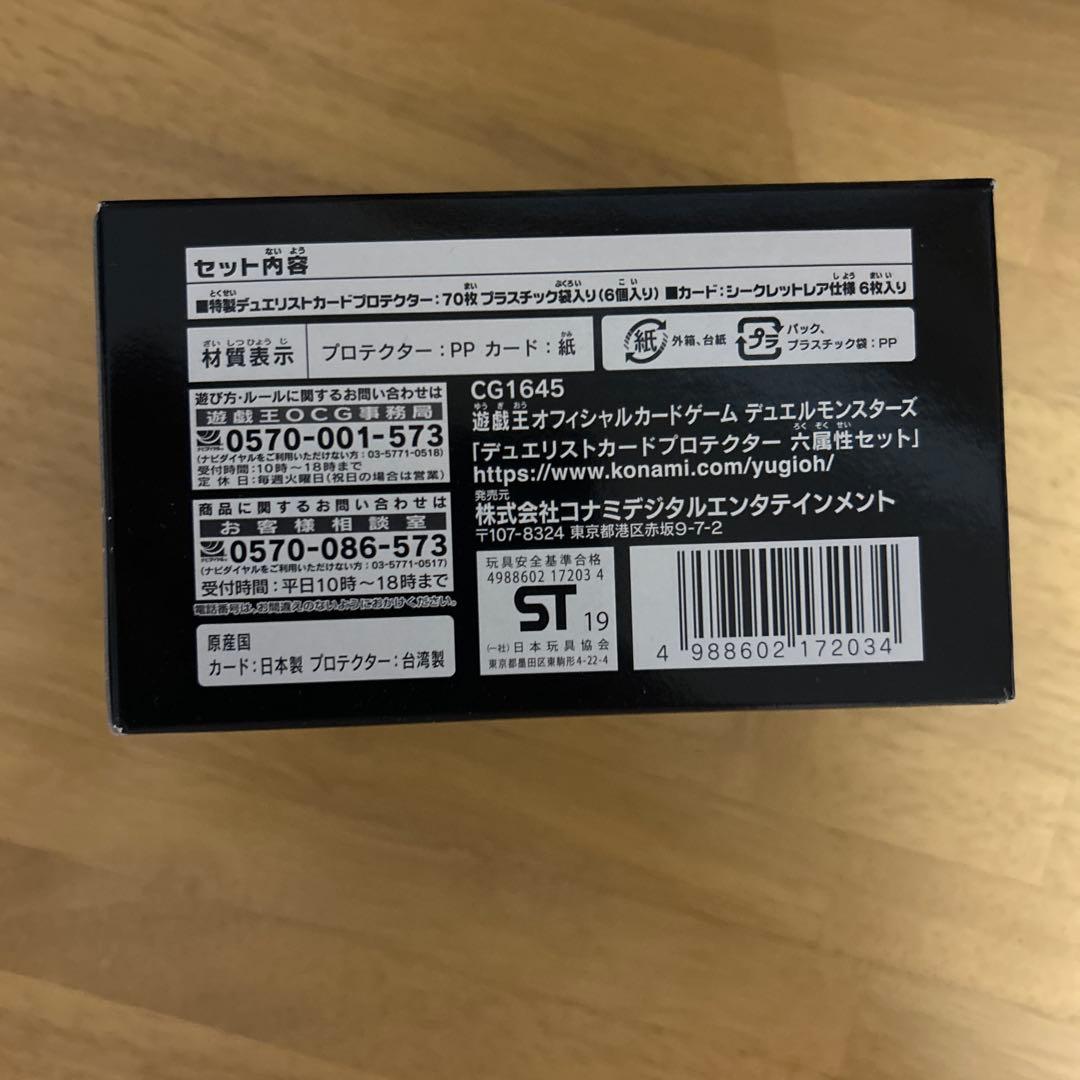 セット内容
■特製デュエリストカードプロテクター：70枚 プラスチック袋入り（6個入り） ■カード：シークレットレア仕様 6枚入り
材質表示
プロテクター：PP カード：紙
紙 外箱、台紙
プラ パック、
プラスチック袋：PP
遊び方・ルールに関するお問い合わせは
遊戯王OCG事務局
0570-001-573
（ナビダイヤルをご利用いただけない方：03-5771-0518）
受付時間：10時～18時まで
定休日：毎週火曜日（祝日の場合は営業）
商品に関するお問い合わせは
お客様相談室
0570-086-573
（ナビダイヤルをご利用いただけない方：03-5771-0517）
受付時間：平日10時～18時まで
電話番号は、お間違えのないようにおかけください。
原産国
カード：日本製 プロテクター：台湾製
CG1645
遊戯王オフィシャルカードゲーム デュエルモンスターズ
「デュエリストカードプロテクター 六属性セット」
https://www.konami.com/yugioh/
発売元
株式会社コナミデジタルエンタテインメント
〒107-8324 東京都港区赤坂9-7-2
玩具安全基準合格
4988602 17203 4
ST 19
（一社）日本玩具協会
東京都墨田区東駒形4-22-4
4 988602 172034